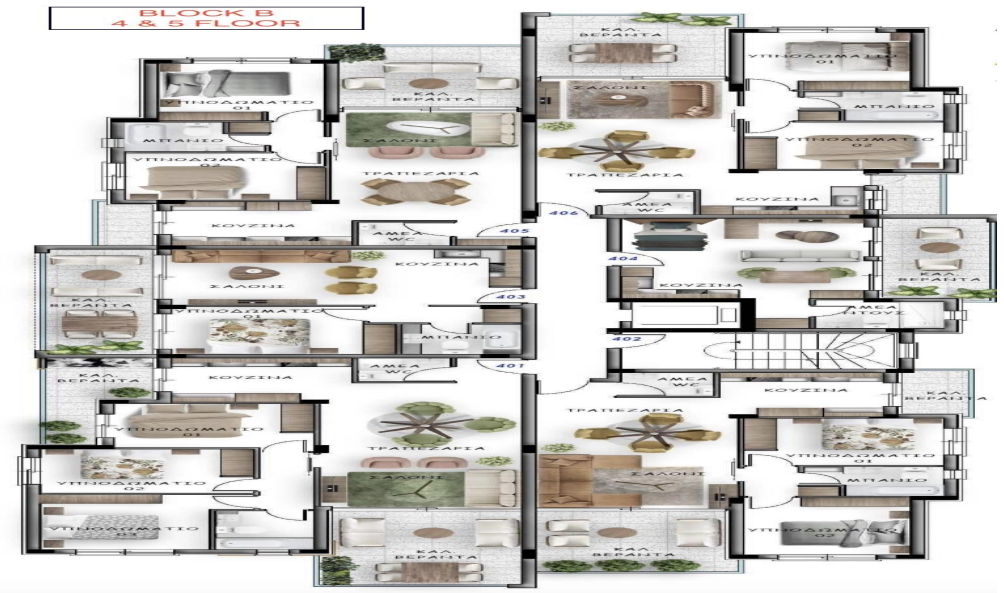 BLOCK B
4 & 5 FLOOR
ΚΑΛ.
ΒΕΡΑΝΤΑ
ΥΠΝΟΔΩΜΑΤΙΟ
01
ΥΠΝΟΔΩΜΑΤΙΟ
01
ΚΑΛ.
ΒΕΡΑΝΤΑ
ΣΑΛΟΝΙ
ΜΠΑΝΙΟ
ΜΠΑΝΙΟ
ΣΑΛΟΝΙ
ΥΠΝΟΔΩΜΑΤΙΟ
02
ΥΠΝΟΔΩΜΑΤΙΟ
02
ΤΡΑΠΕΖΑΡΙΑ
ΤΡΑΠΕΖΑΡΙΑ
ΑΜΕΑ
WC
ΚΟΥΖΙΝΑ
406
ΚΟΥΖΙΝΑ
ΑΜΕΑ
WC
405
404
ΚΟΥΖΙΝΑ
ΣΑΛΟΝΙ
403
ΚΟΥΖΙΝΑ
ΚΑΛ.
ΒΕΡΑΝΤΑ
ΚΑΛ.
ΒΕΡΑΝΤΑ
ΥΠΝΟΔΩΜΑΤΙΟ
01
ΜΠΑΝΙΟ
ΑΜΕΑ
ΝΤΟΥΣ
402
401
ΑΜΕΑ
WC
ΚΟΥΖΙΝΑ
ΚΑΛ.
ΒΕΡΑΝΤΑ
ΑΜΕΑ
WC
ΚΟΥΖΙΝΑ
ΚΑΛ.
ΒΕΡΑΝΤΑ
ΤΡΑΠΕΖΑΡΙΑ
ΥΠΝΟΔΩΜΑΤΙΟ
01
ΤΡΑΠΕΖΑΡΙΑ
ΥΠΝΟΔΩΜΑΤΙΟ
01
ΥΠΝΟΔΩΜΑΤΙΟ
02
ΣΑΛΟΝΙ
ΣΑΛΟΝΙ
ΜΠΑΝΙΟ
ΥΠΝΟΔΩΜΑΤΙΟ
03
ΥΠΝΟΔΩΜΑΤΙΟ
02
ΚΑΛ.
ΒΕΡΑΝΤΑ
ΚΑΛ.
ΒΕΡΑΝΤΑ